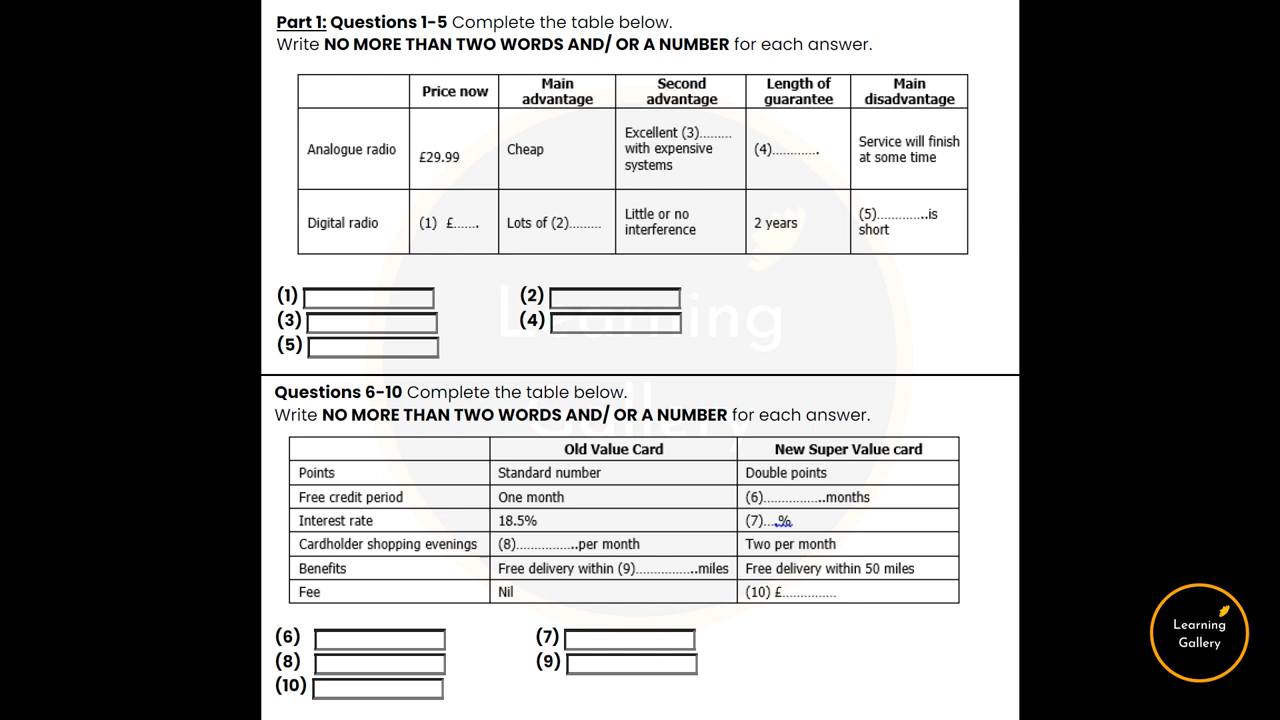 Part 1: Questions 1-5 Complete the table below.
Write NO MORE THAN TWO WORDS AND/ OR A NUMBER for each answer.
Price now
Main advantage
Second advantage
Length of guarantee
Main disadvantage
Analogue radio
£29.99
Cheap
Excellent (3).........
with expensive
systems
(4).............
Service will finish
at some time
Digital radio
(1) £.......
Lots of (2).........
Little or no
interference
2 years
(5)..............is
short
(1)
(2)
(3)
(4)
(5)
Learning
Gallery
Questions 6-10 Complete the table below.
Write NO MORE THAN TWO WORDS AND/ OR A NUMBER for each answer.
Old Value Card
New Super Value card
Points
Standard number
Double points
Free credit period
One month
(6).................months
Interest rate
18.5%
(7)....%
Cardholder shopping evenings
(8).................per month
Two per month
Benefits
Free delivery within (9).................miles
Free delivery within 50 miles
Fee
Nil
(10) £...............
(6)
(7)
(8)
(9)
(10)
Learning
Gallery